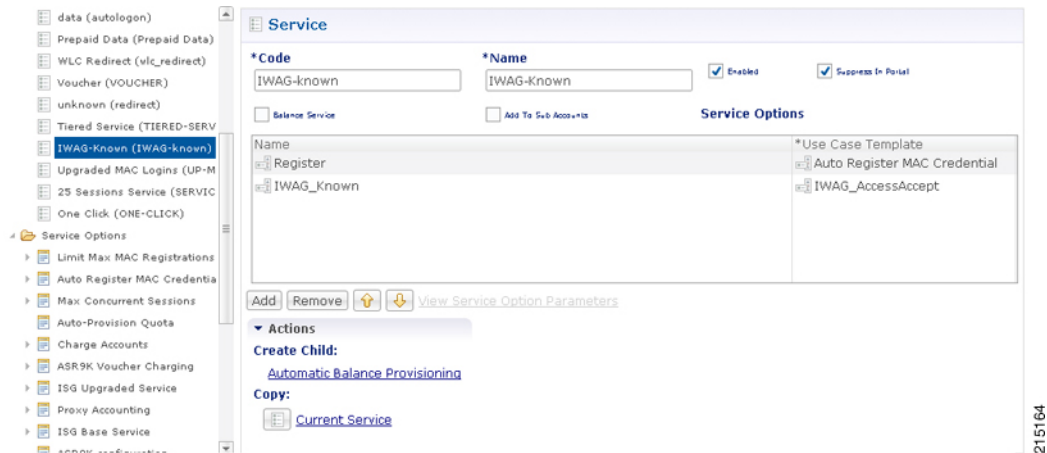 data (autologon)
Prepaid Data (Prepaid Data)
WLC Redirect (vlc_redirect)
Voucher (VOUCHER)
unknown (redirect)
Tiered Service (TIERED-SERV
IWAG-Known (IWAG-known)
Upgraded MAC Logins (UP-M
25 Sessions Service (SERVIC
One Click (ONE-CLICK)
Service Options
Limit Max MAC Registrations
Auto Register MAC Credentia
Max Concurrent Sessions
Auto-Provision Quota
Charge Accounts
ASR9K Voucher Charging
ISG Upgraded Service
Proxy Accounting
ISG Base Service
ASR9K configuration
Service
*Code
*Name
IWAG-known
IWAG-Known
Enabled
Suppress In Portal
Balance Service
Add To Sub Accounts
Service Options
Name
*Use Case Template
Register
Auto Register MAC Credential
IWAG_Known
IWAG_AccessAccept
Add
Remove
View Service Option Parameters
Actions
Create Child:
Automatic Balance Provisioning
Copy:
Current Service
215164